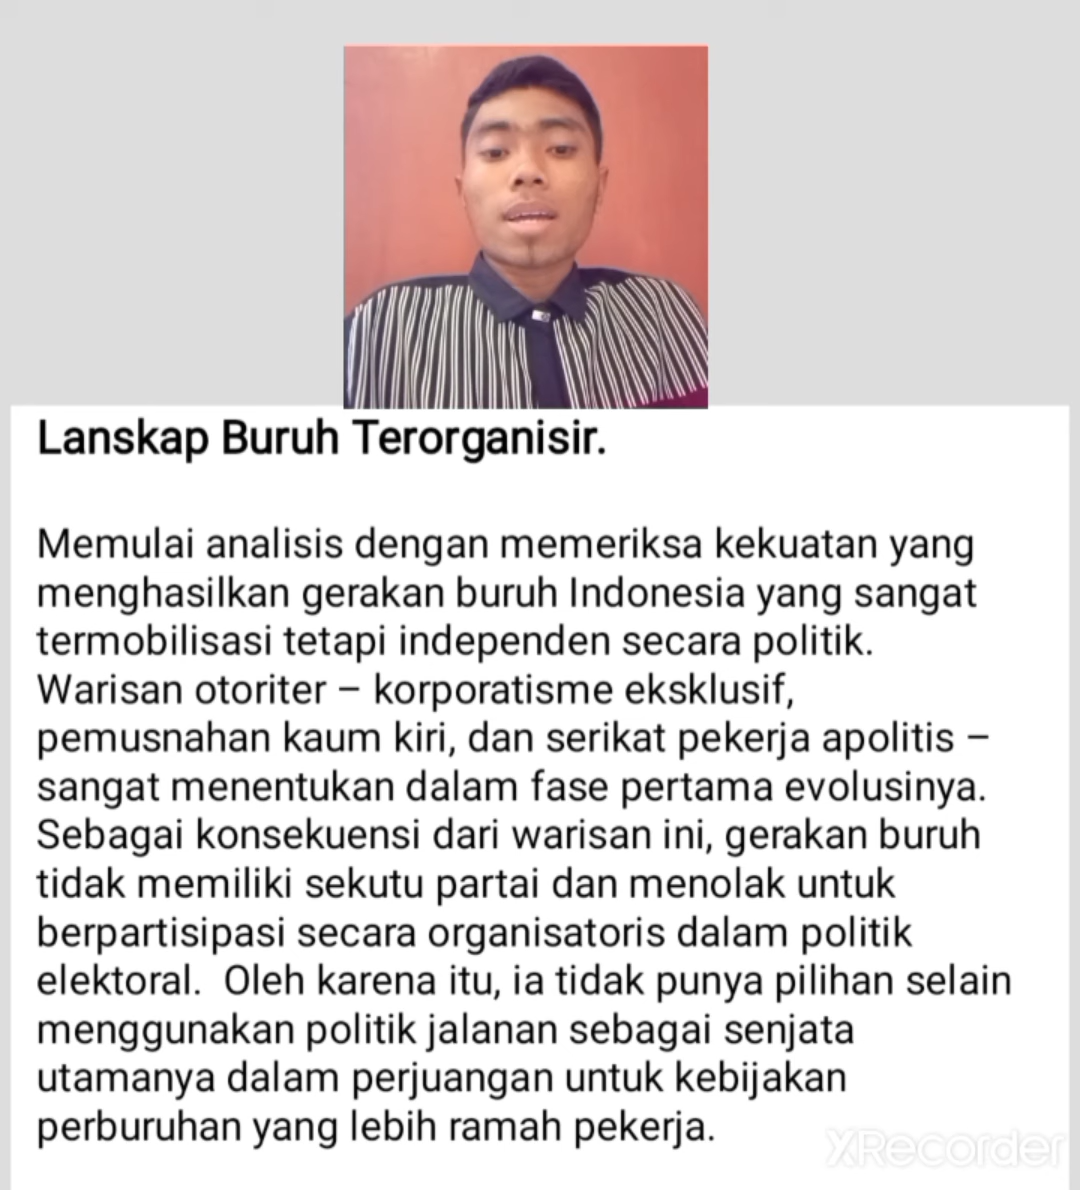 Lanskap Buruh Terorganisir.
Memulai analisis dengan memeriksa kekuatan yang
menghasilkan gerakan buruh Indonesia yang sangat
termobilisasi tetapi independen secara politik.
Warisan otoriter – korporatisme eksklusif,
pemusnahan kaum kiri, dan serikat pekerja apolitis –
sangat menentukan dalam fase pertama evolusinya.
Sebagai konsekuensi dari warisan ini, gerakan buruh
tidak memiliki sekutu partai dan menolak untuk
berpartisipasi secara organisatoris dalam politik
elektoral.  Oleh karena itu, ia tidak punya pilihan selain
menggunakan politik jalanan sebagai senjata
utamanya dalam perjuangan untuk kebijakan
perburuhan yang lebih ramah pekerja.
XRecorder